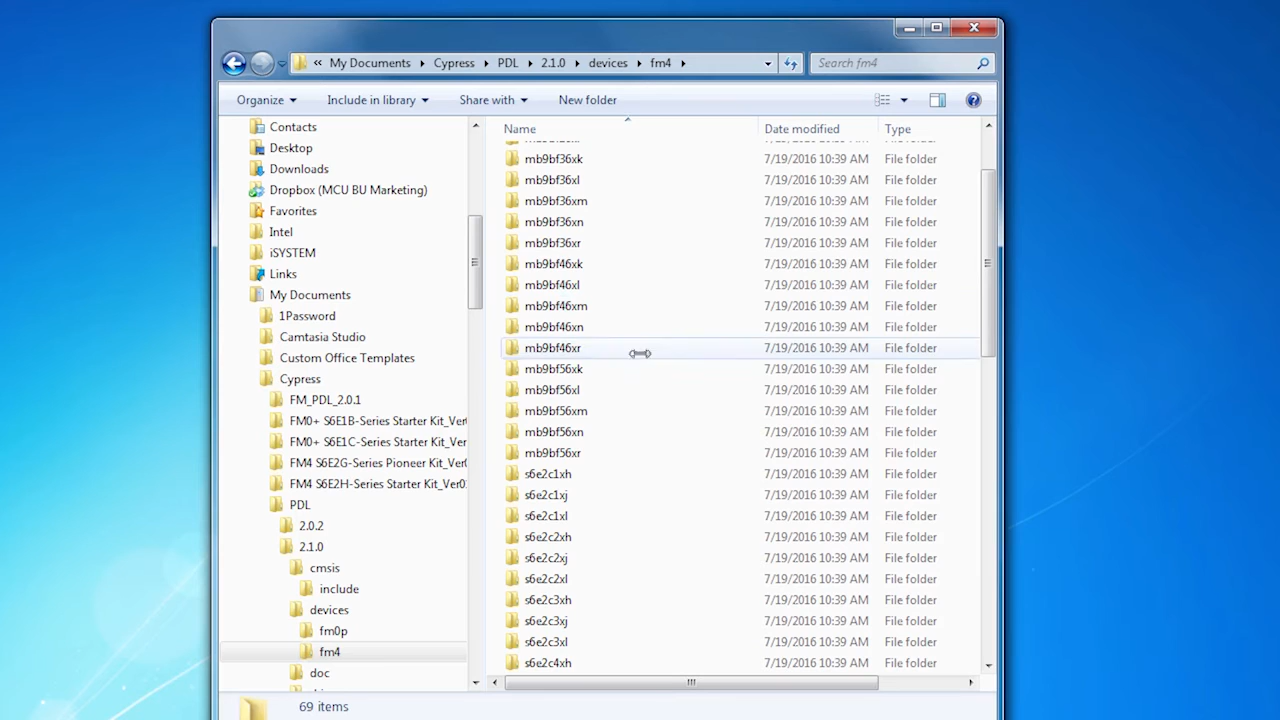 « My Documents Cypress PDL 2.1.0 devices fm4 Search fm4
Organize Include in library Share with New folder
Name Date modified Type
Contacts
Desktop
Downloads
Dropbox (MCU BU Marketing)
Favorites
Intel
iSYSTEM
Links
My Documents
1Password
Camtasia Studio
Custom Office Templates
Cypress
FM_PDL_2.0.1
FM0+ S6E1B-Series Starter Kit_Ver
FM0+ S6E1C-Series Starter Kit_Ver
FM4 S6E2G-Series Pioneer Kit_Ver
FM4 S6E2H-Series Starter Kit_Ver
PDL
2.0.2
2.1.0
cmsis
include
devices
fm0p
fm4
doc
mb9bf36xk 7/19/2016 10:39 AM File folder
mb9bf36xl 7/19/2016 10:39 AM File folder
mb9bf36xm 7/19/2016 10:39 AM File folder
mb9bf36xn 7/19/2016 10:39 AM File folder
mb9bf36xr 7/19/2016 10:39 AM File folder
mb9bf46xk 7/19/2016 10:39 AM File folder
mb9bf46xl 7/19/2016 10:39 AM File folder
mb9bf46xm 7/19/2016 10:39 AM File folder
mb9bf46xn 7/19/2016 10:39 AM File folder
mb9bf46xr 7/19/2016 10:39 AM File folder
mb9bf56xk 7/19/2016 10:39 AM File folder
mb9bf56xl 7/19/2016 10:39 AM File folder
mb9bf56xm 7/19/2016 10:39 AM File folder
mb9bf56xn 7/19/2016 10:39 AM File folder
mb9bf56xr 7/19/2016 10:39 AM File folder
s6e2c1xh 7/19/2016 10:39 AM File folder
s6e2c1xj 7/19/2016 10:39 AM File folder
s6e2c1xl 7/19/2016 10:39 AM File folder
s6e2c2xh 7/19/2016 10:39 AM File folder
s6e2c2xj 7/19/2016 10:39 AM File folder
s6e2c2xl 7/19/2016 10:39 AM File folder
s6e2c3xh 7/19/2016 10:39 AM File folder
s6e2c3xj 7/19/2016 10:39 AM File folder
s6e2c3xl 7/19/2016 10:39 AM File folder
s6e2c4xh 7/19/2016 10:39 AM File folder
69 items